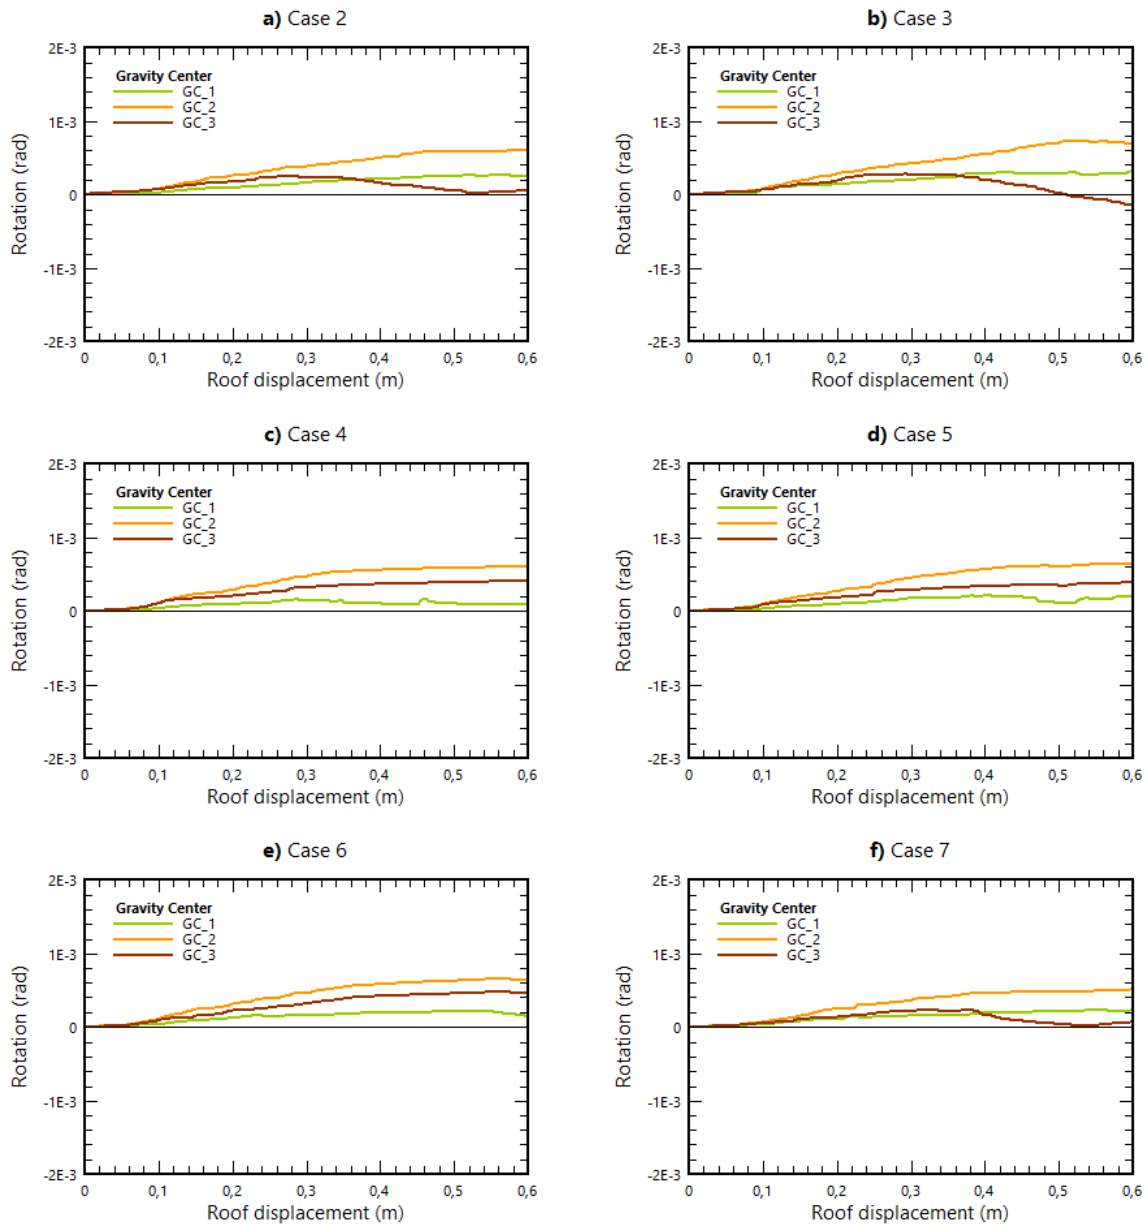 a) Case 2
2E-3
Gravity Center
GC_1
GC_2
GC_3
1E-3
0
-1E-3
-2E-3
Rotation (rad)
0 0,1 0,2 0,3 0,4 0,5 0,6
Roof displacement (m)
b) Case 3
2E-3
Gravity Center
GC_1
GC_2
GC_3
1E-3
0
-1E-3
-2E-3
Rotation (rad)
0 0,1 0,2 0,3 0,4 0,5 0,6
Roof displacement (m)
c) Case 4
2E-3
Gravity Center
GC_1
GC_2
GC_3
1E-3
0
-1E-3
-2E-3
Rotation (rad)
0 0,1 0,2 0,3 0,4 0,5 0,6
Roof displacement (m)
d) Case 5
2E-3
Gravity Center
GC_1
GC_2
GC_3
1E-3
0
-1E-3
-2E-3
Rotation (rad)
0 0,1 0,2 0,3 0,4 0,5 0,6
Roof displacement (m)
e) Case 6
2E-3
Gravity Center
GC_1
GC_2
GC_3
1E-3
0
-1E-3
-2E-3
Rotation (rad)
0 0,1 0,2 0,3 0,4 0,5 0,6
Roof displacement (m)
f) Case 7
2E-3
Gravity Center
GC_1
GC_2
GC_3
1E-3
0
-1E-3
-2E-3
Rotation (rad)
0 0,1 0,2 0,3 0,4 0,5 0,6
Roof displacement (m)